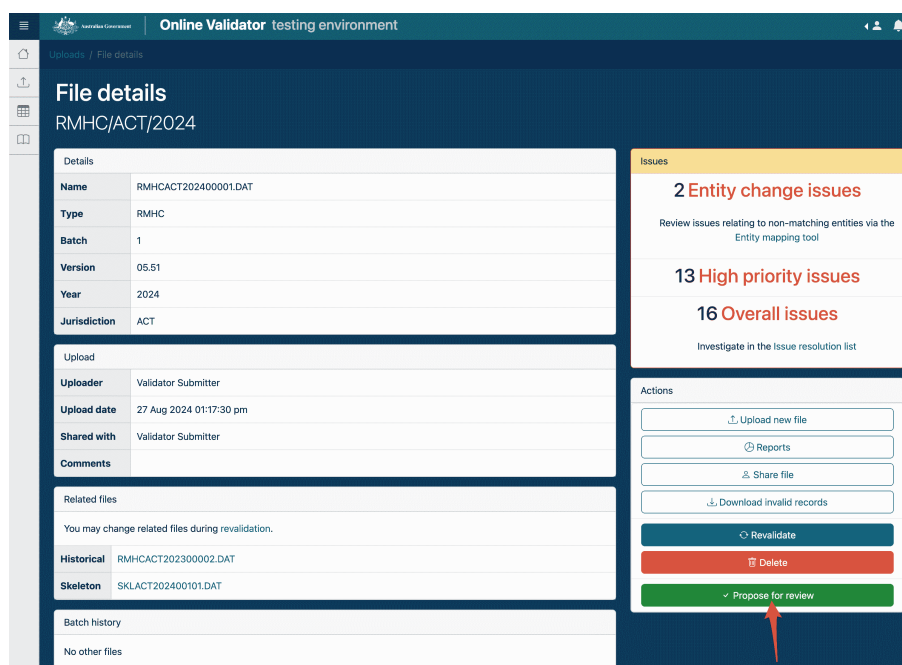 Australian Government
Online Validator testing environment
Uploads / File details
File details
RMHC/ACT/2024
Details
Name RMHCACT202400001.DAT
Type RMHC
Batch 1
Version 05.51
Year 2024
Jurisdiction ACT
Upload
Uploader Validator Submitter
Upload date 27 Aug 2024 01:17:30 pm
Shared with Validator Submitter
Comments
Related files
You may change related files during revalidation.
Historical RMHCACT202300002.DAT
Skeleton SKLACT202400101.DAT
Batch history
No other files
Issues
2 Entity change issues
Review issues relating to non-matching entities via the
Entity mapping tool
13 High priority issues
16 Overall issues
Investigate in the Issue resolution list
Actions
Upload new file
Reports
Share file
Download invalid records
Revalidate
Delete
Propose for review